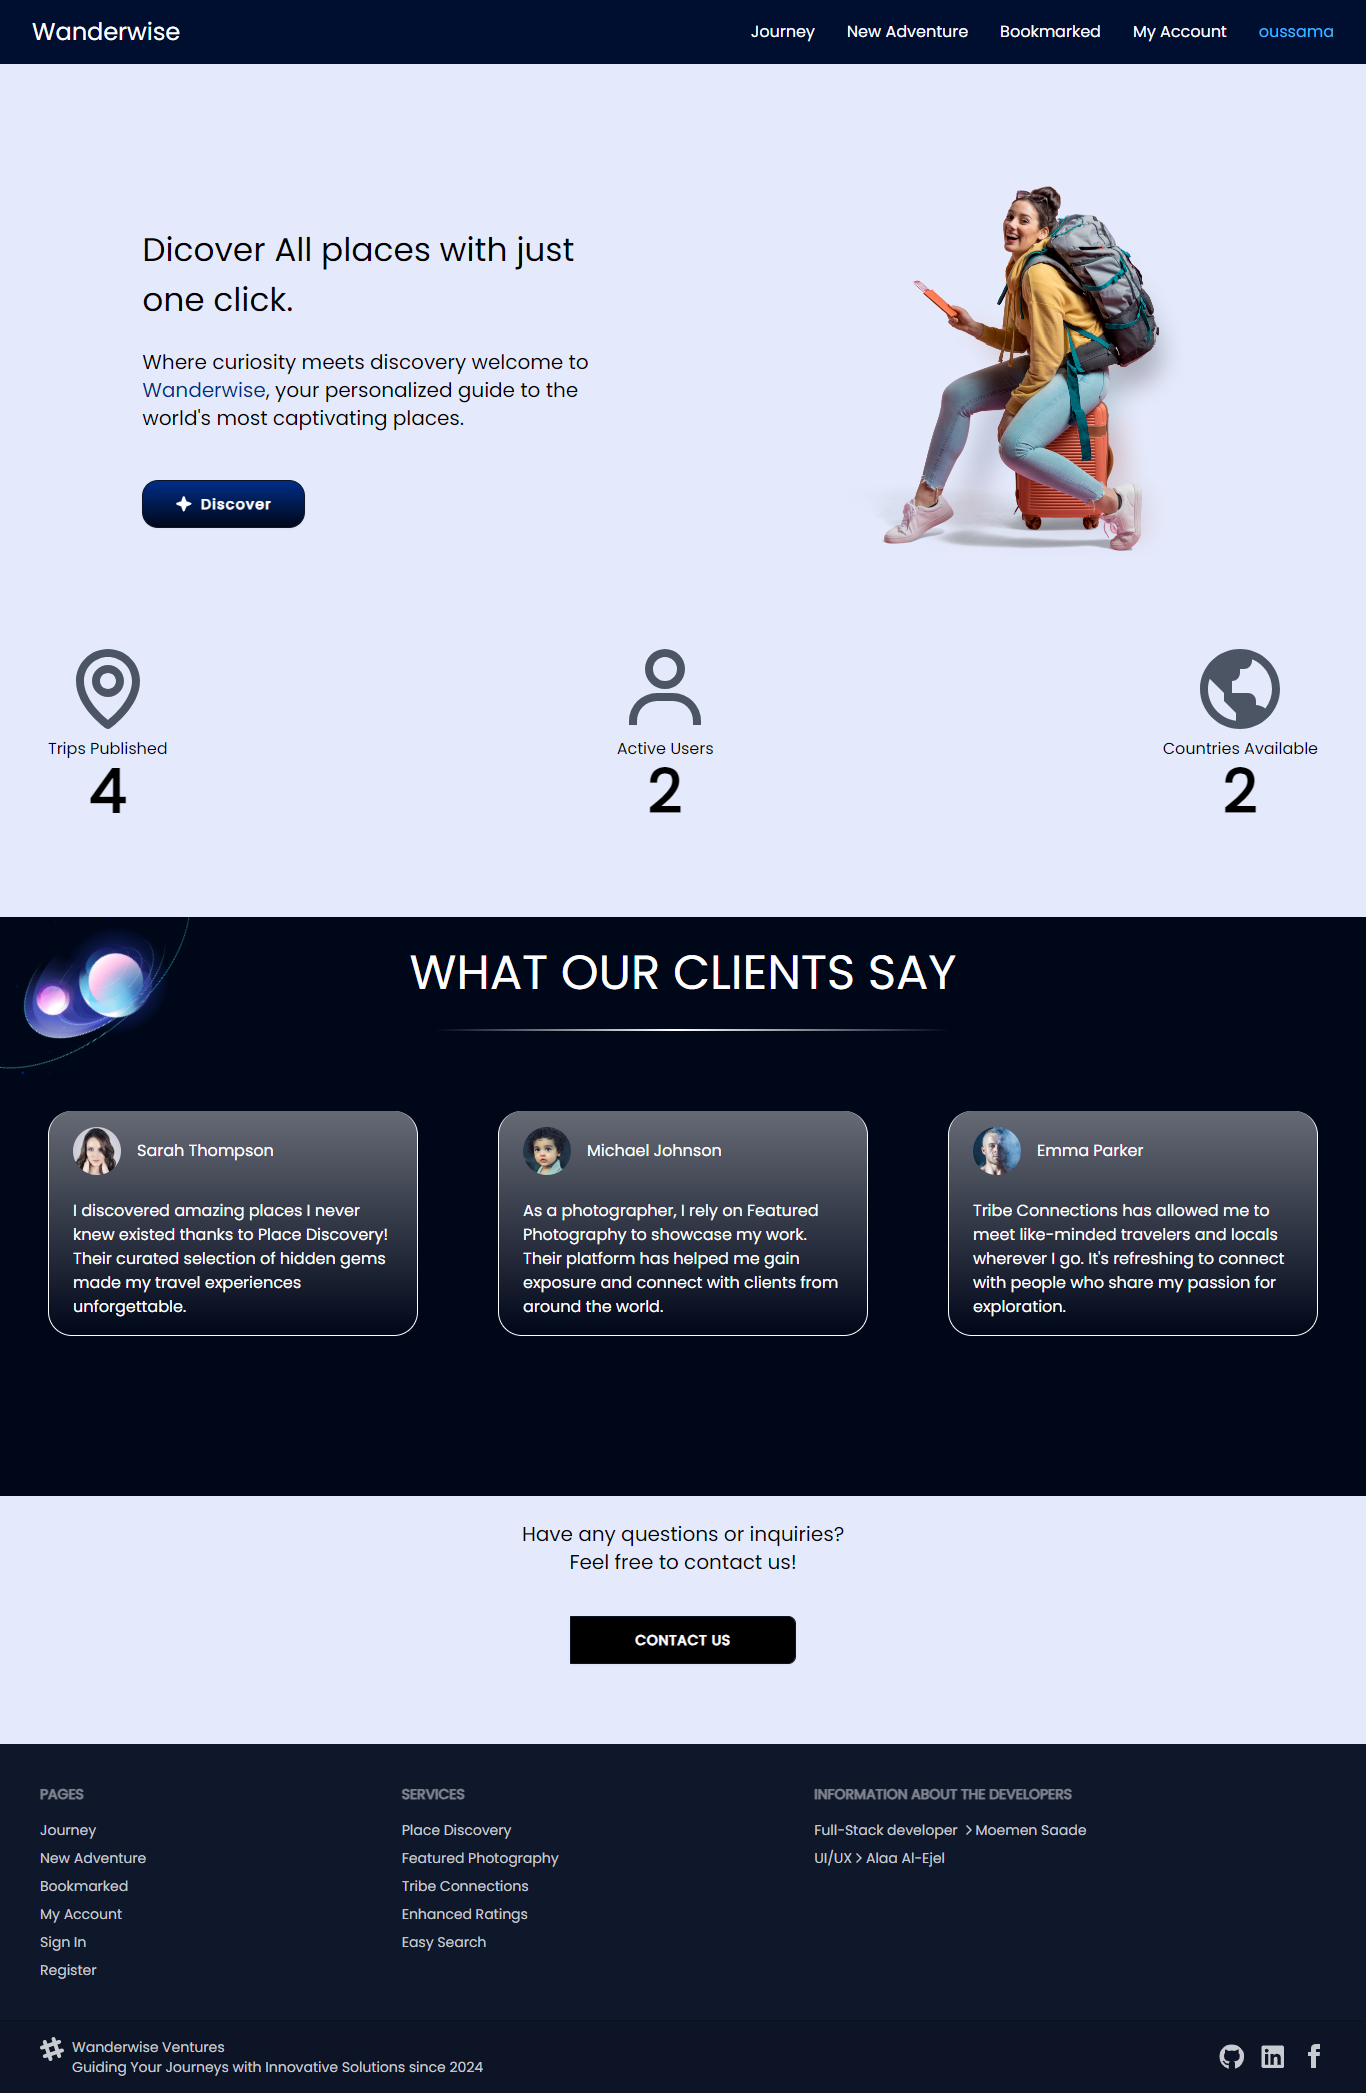 Wanderwise
Journey
New Adventure
Bookmarked
My Account
oussama
Dicover All places with just
one click.
Where curiosity meets discovery welcome to
Wanderwise, your personalized guide to the
world's most captivating places.
Discover
Trips Published
4
Active Users
2
Countries Available
2
WHAT OUR CLIENTS SAY
Sarah Thompson
I discovered amazing places I never
knew existed thanks to Place Discovery!
Their curated selection of hidden gems
made my travel experiences
unforgettable.
Michael Johnson
As a photographer, I rely on Featured
Photography to showcase my work.
Their platform has helped me gain
exposure and connect with clients from
around the world.
Emma Parker
Tribe Connections has allowed me to
meet like-minded travelers and locals
wherever I go. It's refreshing to connect
with people who share my passion for
exploration.
Have any questions or inquiries?
Feel free to contact us!
CONTACT US
PAGES
Journey
New Adventure
Bookmarked
My Account
Sign In
Register
SERVICES
Place Discovery
Featured Photography
Tribe Connections
Enhanced Ratings
Easy Search
INFORMATION ABOUT THE DEVELOPERS
Full-Stack developer > Moemen Saade
UI/UX > Alaa Al-Ejel
Wanderwise Ventures
Guiding Your Journeys with Innovative Solutions since 2024